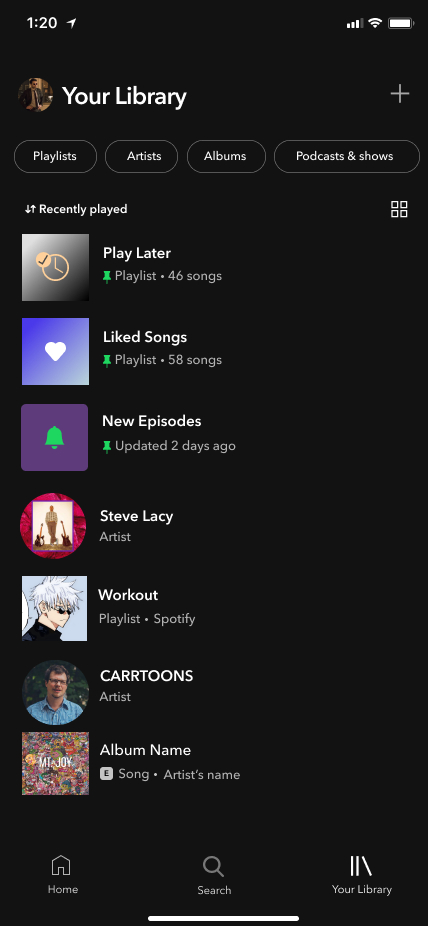 1:20
Your Library
Playlists
Artists
Albums
Podcasts & shows
Recently played
Play Later
Playlist • 46 songs
Liked Songs
Playlist • 58 songs
New Episodes
Updated 2 days ago
Steve Lacy
Artist
Workout
Playlist • Spotify
CARRTOONS
Artist
MT. JOY
Album Name
E Song • Artist's name
Home
Search
Your Library